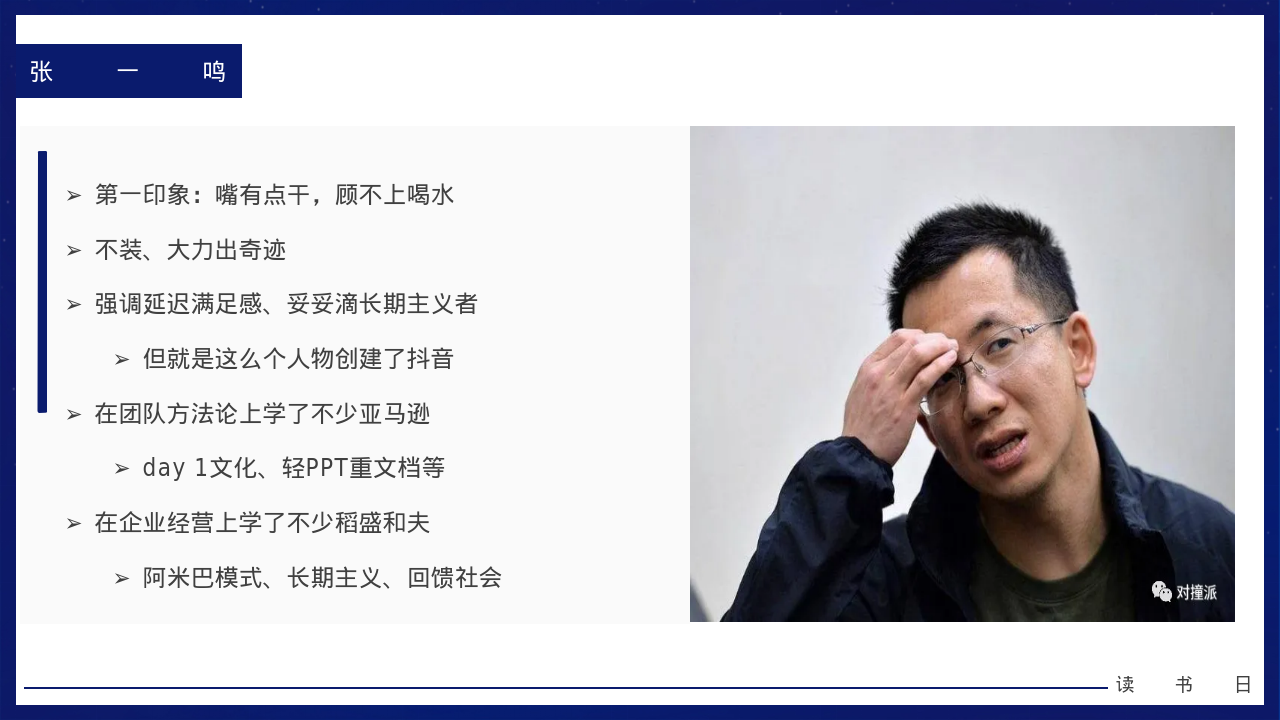 张 一 鸣
➢ 第一印象：嘴有点干，顾不上喝水
➢ 不装、大力出奇迹
➢ 强调延迟满足感、妥妥滴长期主义者
➢ 但就是这么个人物创建了抖音
➢ 在团队方法论上学了不少亚马逊
➢ day 1文化、轻PPT重文档等
➢ 在企业经营上学了不少稻盛和夫
➢ 阿米巴模式、长期主义、回馈社会
对撞派
读 书 日